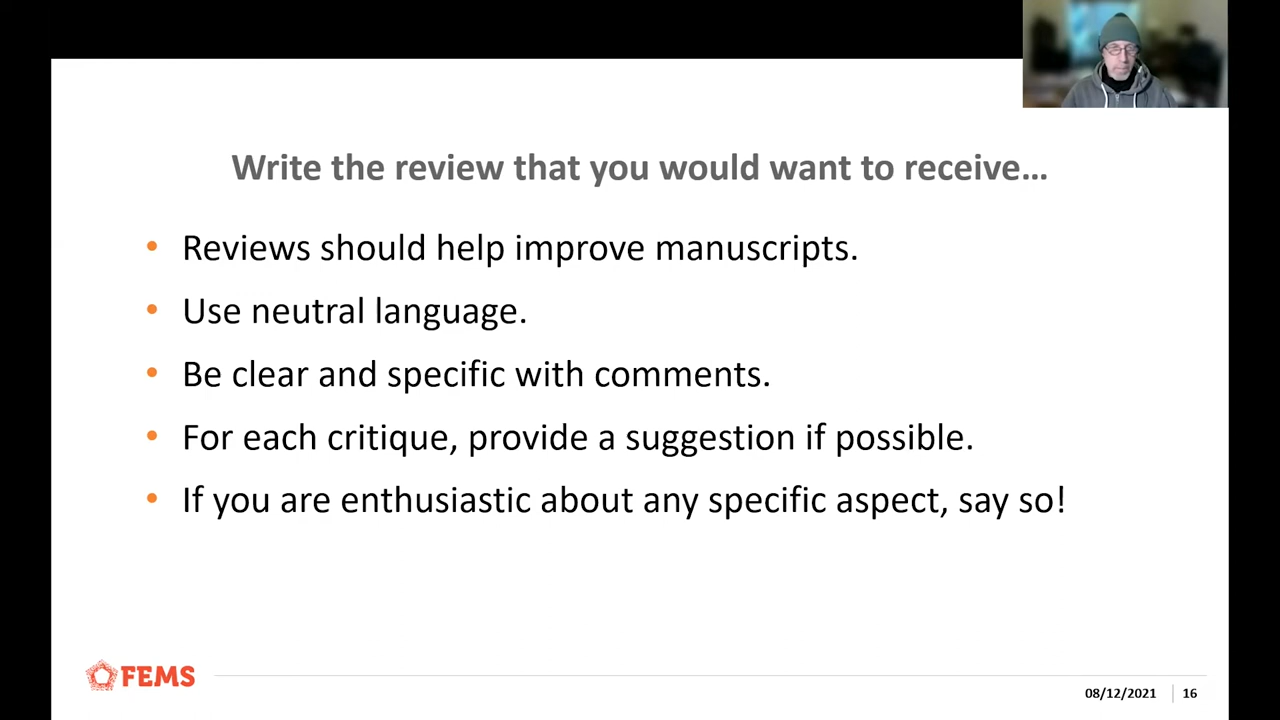 Write the review that you would want to receive...
• Reviews should help improve manuscripts.
• Use neutral language.
• Be clear and specific with comments.
• For each critique, provide a suggestion if possible.
• If you are enthusiastic about any specific aspect, say so!
FEMS
08/12/2021 16